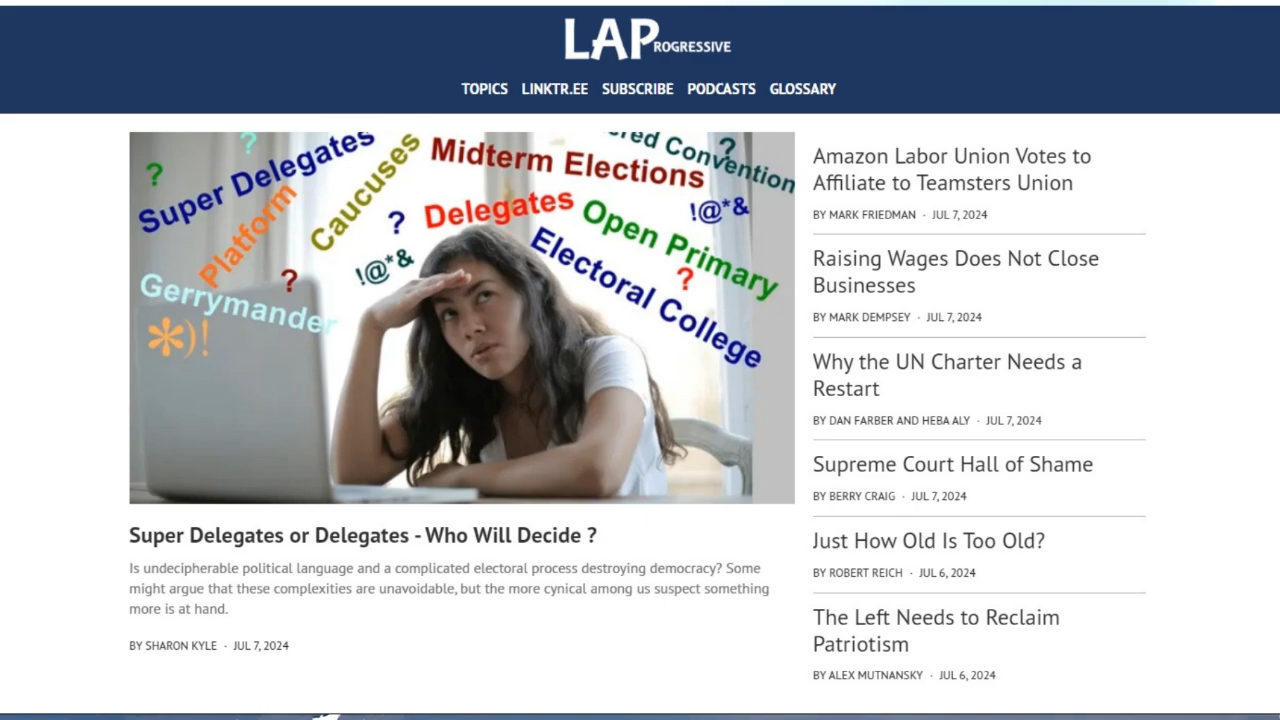 LAPROGRESSIVE
TOPICS LINKTR.EE SUBSCRIBE PODCASTS GLOSSARY
?
?
Super Delegates
Platform
Caucuses
Midterm Elections
Convention
?
?
Delegates
!@*&
Open Primary
!@*&
Electoral College
?
?
Gerrymander
*)!
Super Delegates or Delegates - Who Will Decide ?
Is undecipherable political language and a complicated electoral process destroying democracy? Some
might argue that these complexities are unavoidable, but the more cynical among us suspect something
more is at hand.
BY SHARON KYLE · JUL 7, 2024
Amazon Labor Union Votes to
Affiliate to Teamsters Union
BY MARK FRIEDMAN · JUL 7, 2024
Raising Wages Does Not Close
Businesses
BY MARK DEMPSEY · JUL 7, 2024
Why the UN Charter Needs a
Restart
BY DAN FARBER AND HEBA ALY · JUL 7, 2024
Supreme Court Hall of Shame
BY BERRY CRAIG · JUL 7, 2024
Just How Old Is Too Old?
BY ROBERT REICH · JUL 6, 2024
The Left Needs to Reclaim
Patriotism
BY ALEX MUTNANSKY · JUL 6, 2024